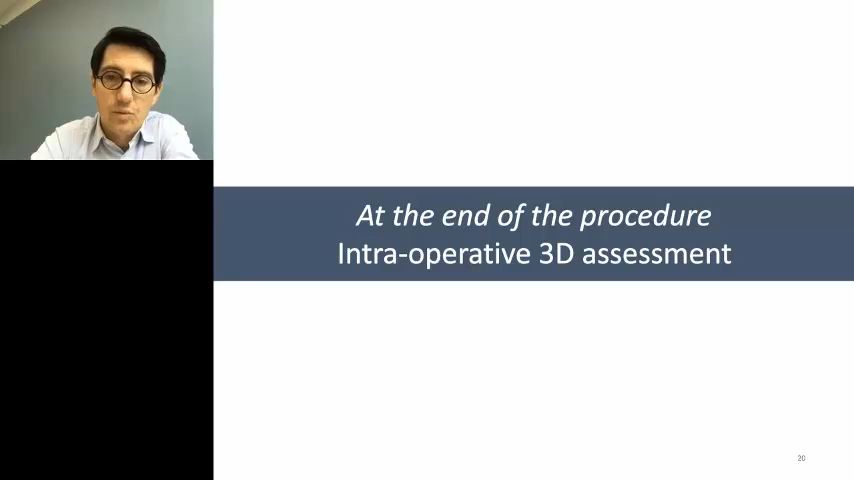 At the end of the procedure
Intra-operative 3D assessment
20